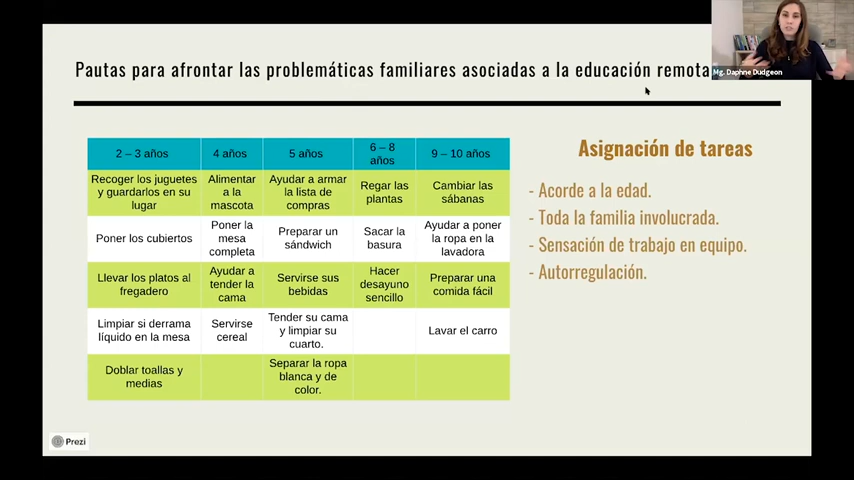 Pautas para afrontar las problemáticas familiares asociadas a la educación remota
Mg. Daphne Dudgeon
2 – 3 años
4 años
5 años
6 – 8
años
9 – 10 años
Recoger los juguetes
y guardarlos en su
lugar
Alimentar
a la
mascota
Ayudar a armar
la lista de
compras
Regar las
plantas
Cambiar las
sábanas
Poner los cubiertos
Poner la
mesa
completa
Preparar un
sándwich
Sacar la
basura
Ayudar a poner
la ropa en la
lavadora
Llevar los platos al
fregadero
Ayudar a
tender la
cama
Servirse sus
bebidas
Hacer
desayuno
sencillo
Preparar una
comida fácil
Limpiar si derrama
líquido en la mesa
Servirse
cereal
Tender su cama
y limpiar su
cuarto.
Lavar el carro
Doblar toallas y
medias
Separar la ropa
blanca y de
color.
Asignación de tareas
- Acorde a la edad.
- Toda la familia involucrada.
- Sensación de trabajo en equipo.
- Autorregulación.
Prezi